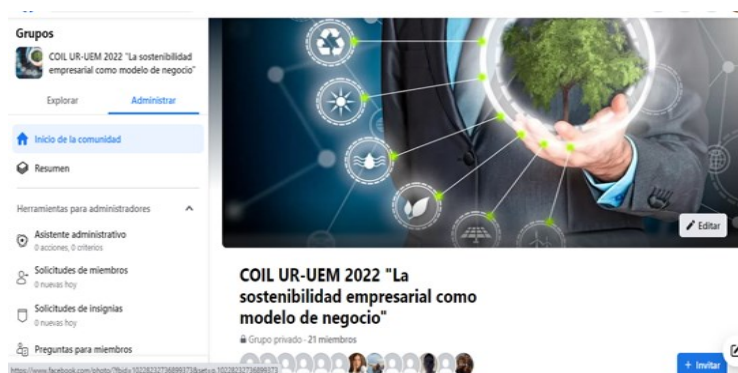 Grupos
COIL UR-UEM 2022 "La sostenibilidad
empresarial como modelo de negocio"
Explorar
Administrar
Inicio de la comunidad
Resumen
Herramientas para administradores
Asistente administrativo
0 acciones, 0 criterios
Solicitudes de miembros
0 nuevas hoy
Solicitudes de insignias
0 nuevas hoy
Preguntas para miembros
Editar
COIL UR-UEM 2022 "La
sostenibilidad empresarial como
modelo de negocio"
Grupo privado · 21 miembros
+ Invitar